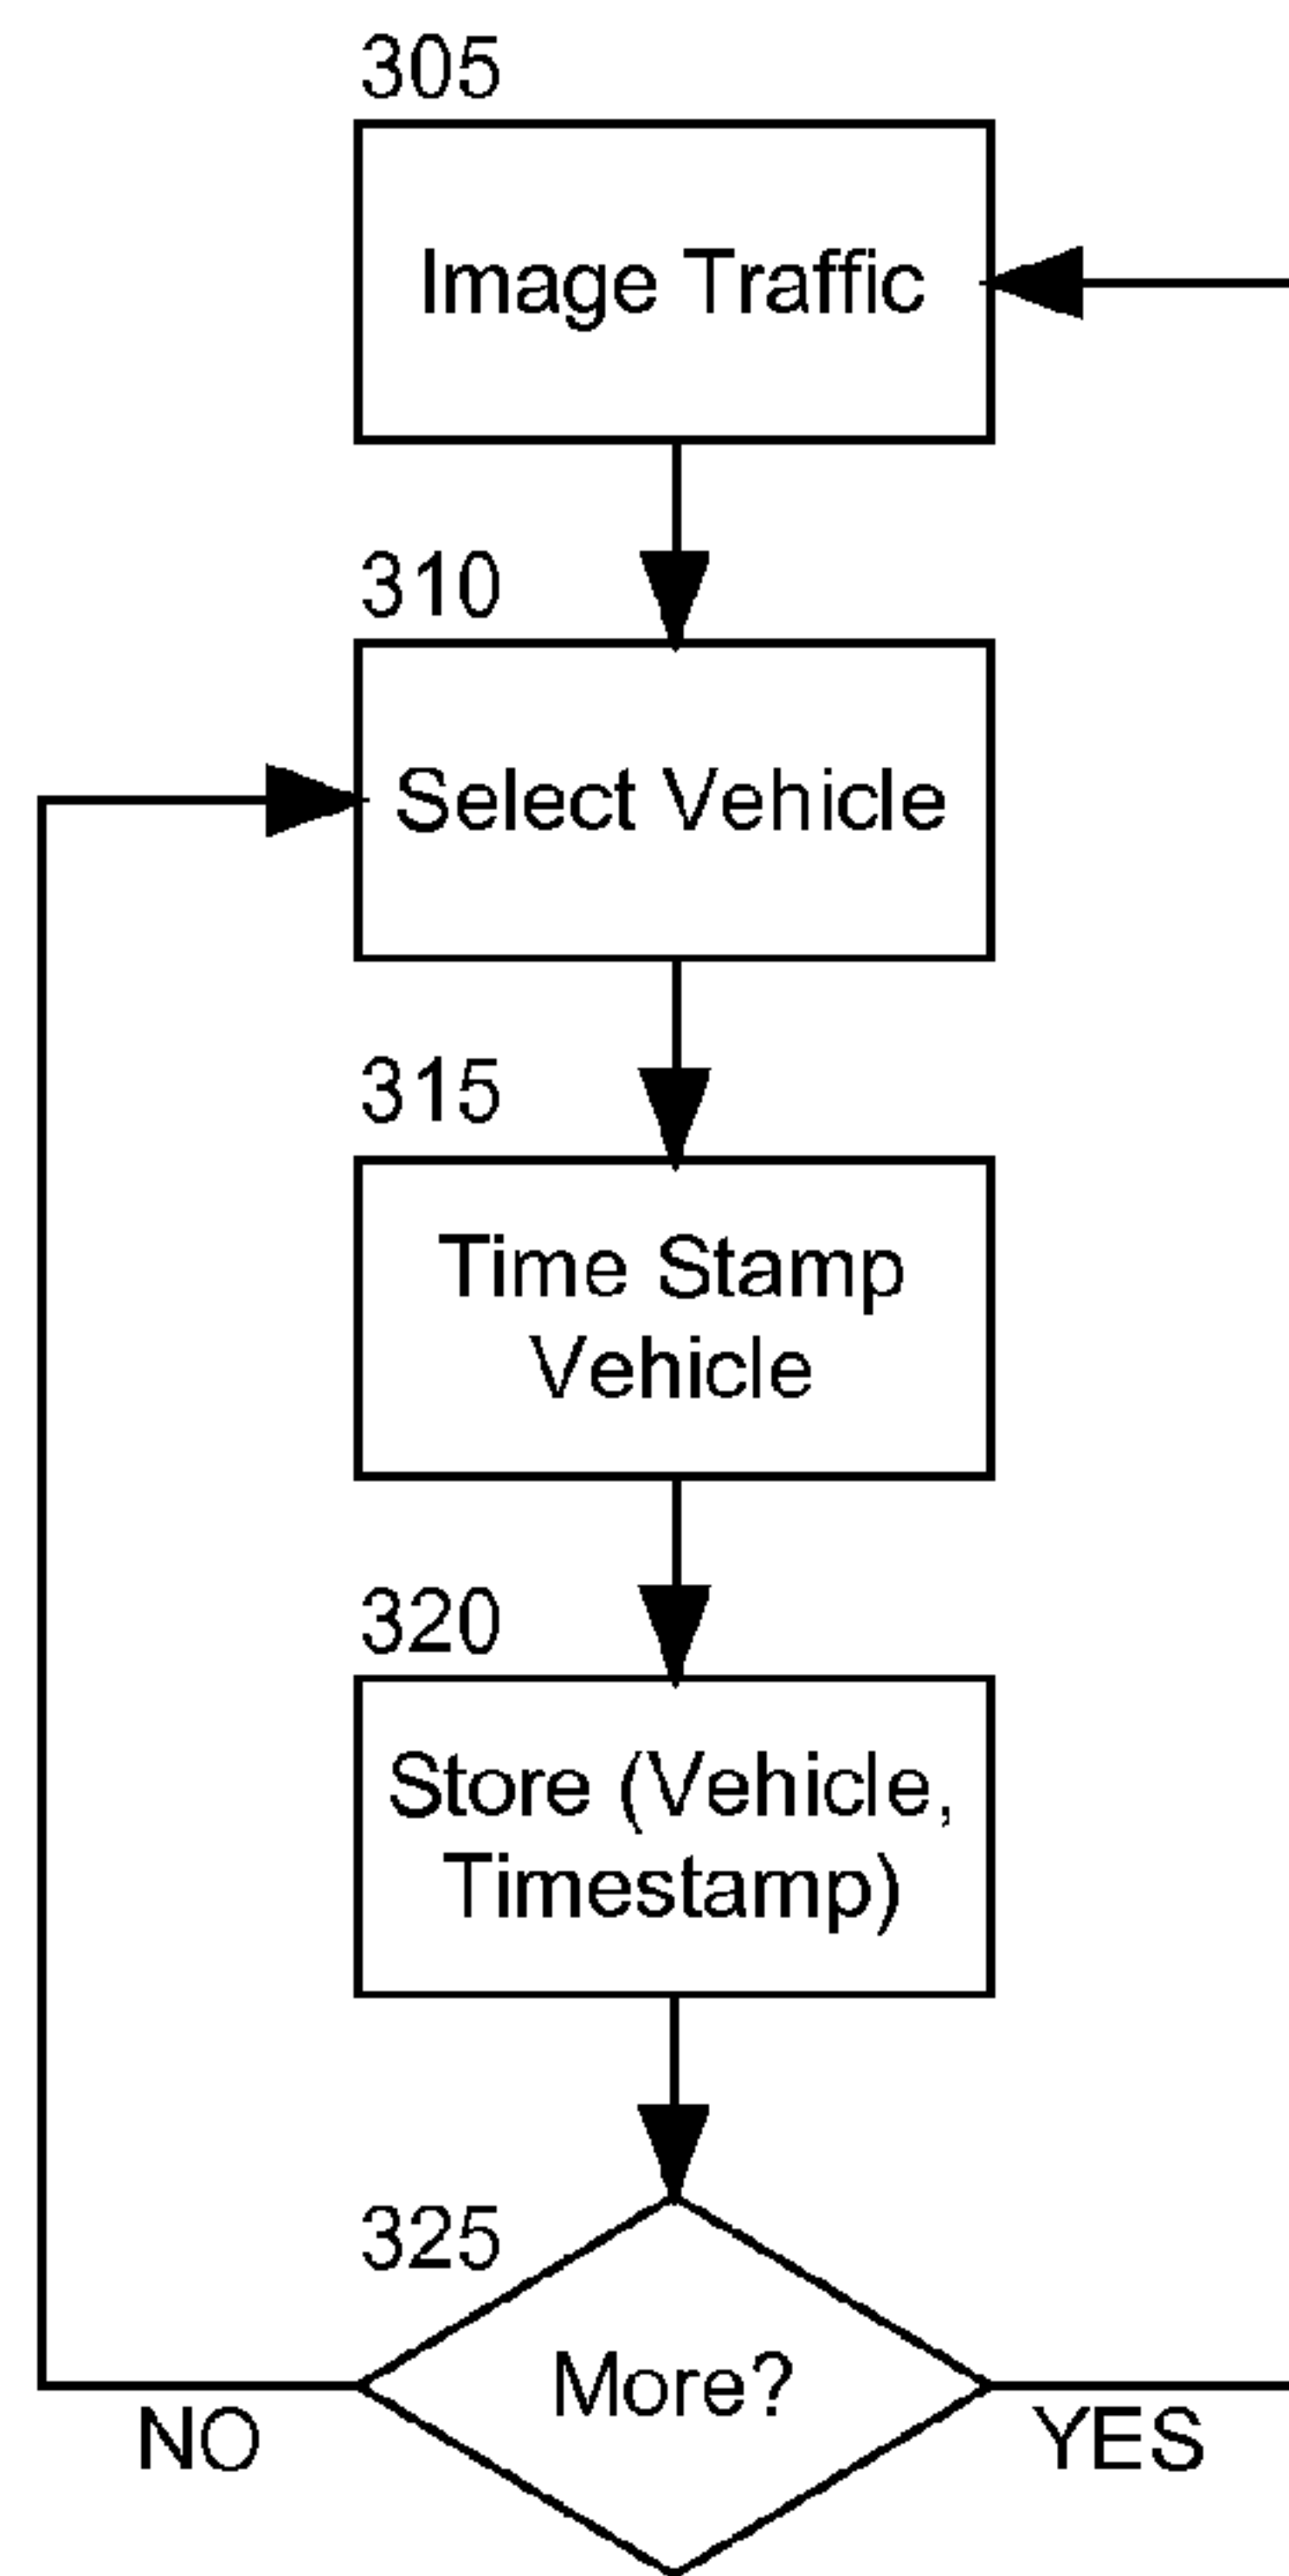 305
Image Traffic
310
Select Vehicle
315
Time Stamp
Vehicle
320
Store (Vehicle,
Timestamp)
325
More?
NO
YES